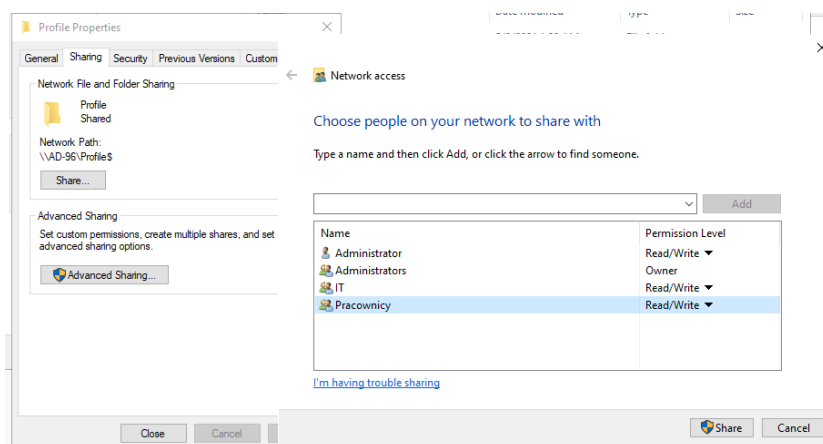 Profile Properties
General Sharing Security Previous Versions Custom
Network File and Folder Sharing
Profile
Shared
Network Path:
\\AD-96\Profile$
Share...
Advanced Sharing
Set custom permissions, create multiple shares, and set
advanced sharing options.
Advanced Sharing...
Close Cancel
Network access
Choose people on your network to share with
Type a name and then click Add, or click the arrow to find someone.
Add
Name Permission Level
Administrator Read/Write
Administrators Owner
IT Read/Write
Pracownicy Read/Write
I'm having trouble sharing
Share Cancel